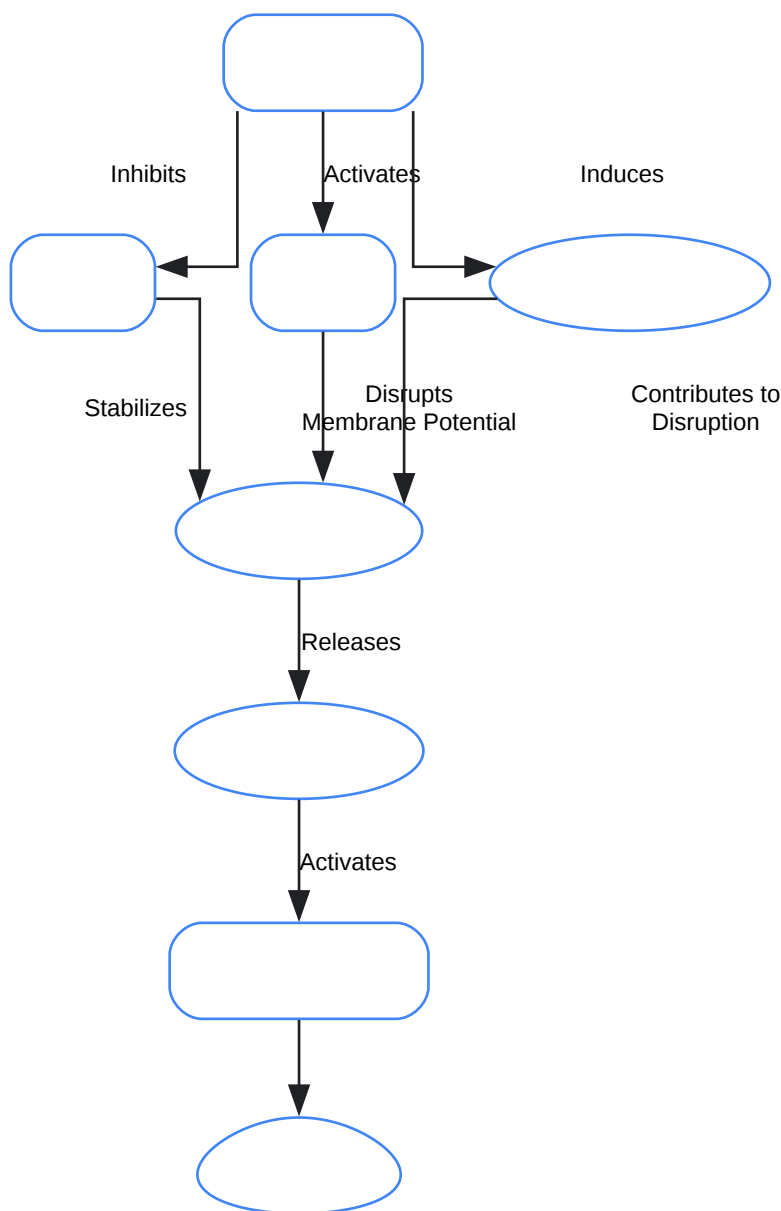 Inhibits
Activates
Induces
Stabilizes
Disrupts
Membrane Potential
Contributes to
Disruption
Releases
Activates